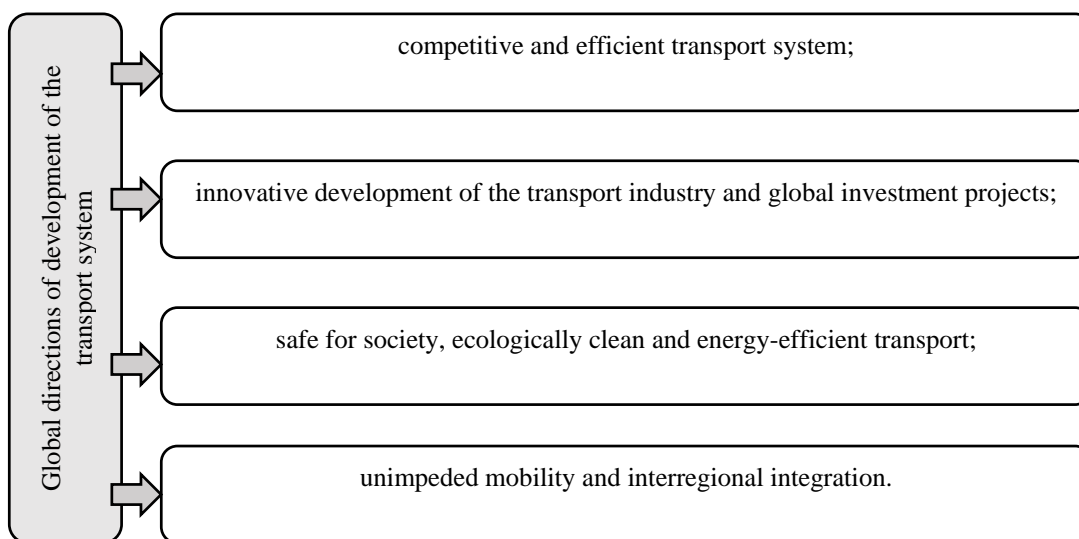 Global directions of development of the
transport system
competitive and efficient transport system;
innovative development of the transport industry and global investment projects;
safe for society, ecologically clean and energy-efficient transport;
unimpeded mobility and interregional integration.